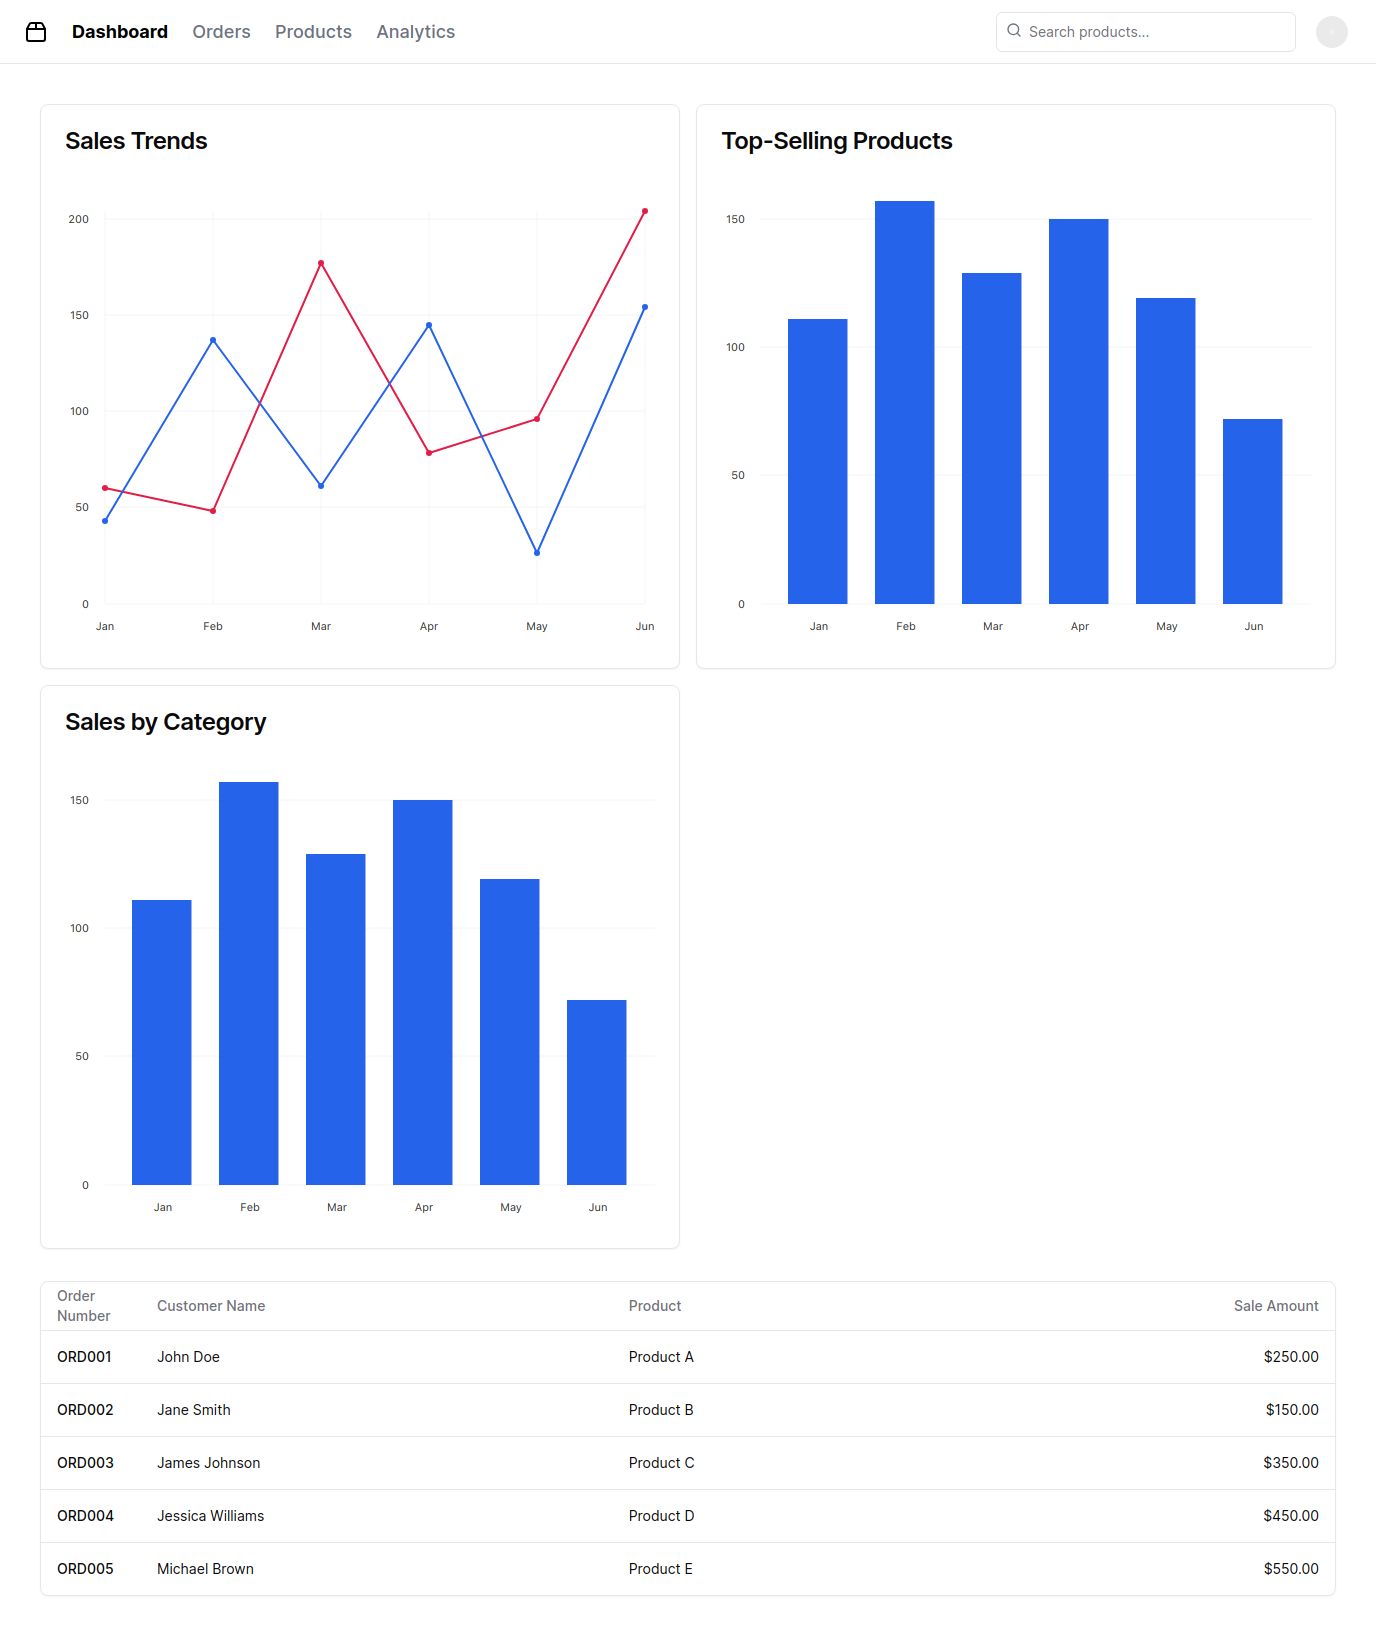 Dashboard Orders Products Analytics Search products...
Sales Trends
200
150
100
50
0
Jan Feb Mar Apr May Jun
Top-Selling Products
150
100
50
0
Jan Feb Mar Apr May Jun
Sales by Category
150
100
50
0
Jan Feb Mar Apr May Jun
Order Number Customer Name Product Sale Amount
ORD001 John Doe Product A $250.00
ORD002 Jane Smith Product B $150.00
ORD003 James Johnson Product C $350.00
ORD004 Jessica Williams Product D $450.00
ORD005 Michael Brown Product E $550.00